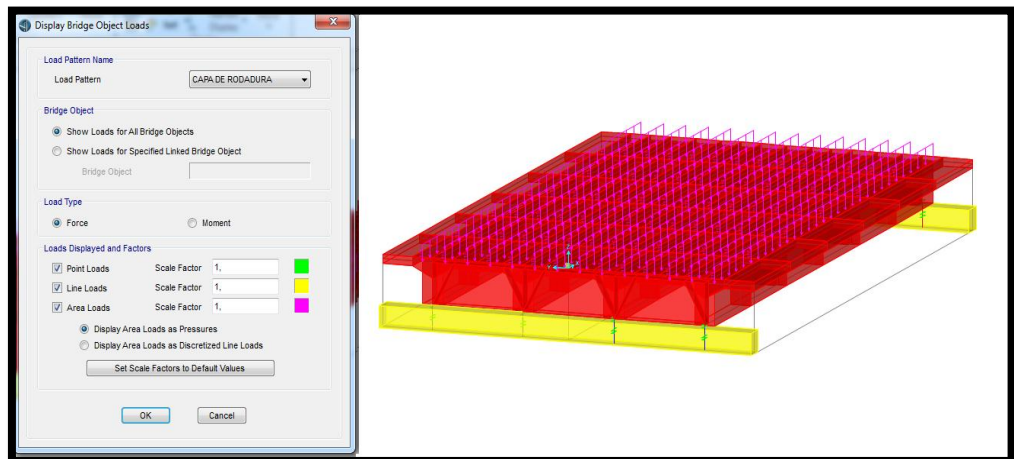 Display Bridge Object Loads
Load Pattern Name
Load Pattern
CAPA DE RODADURA
Bridge Object
Show Loads for All Bridge Objects
Show Loads for Specified Linked Bridge Object
Bridge Object
Load Type
Force
Moment
Loads Displayed and Factors
Point Loads Scale Factor 1,
Line Loads Scale Factor 1,
Area Loads Scale Factor 1,
Display Area Loads as Pressures
Display Area Loads as Discretized Line Loads
Set Scale Factors to Default Values
OK Cancel